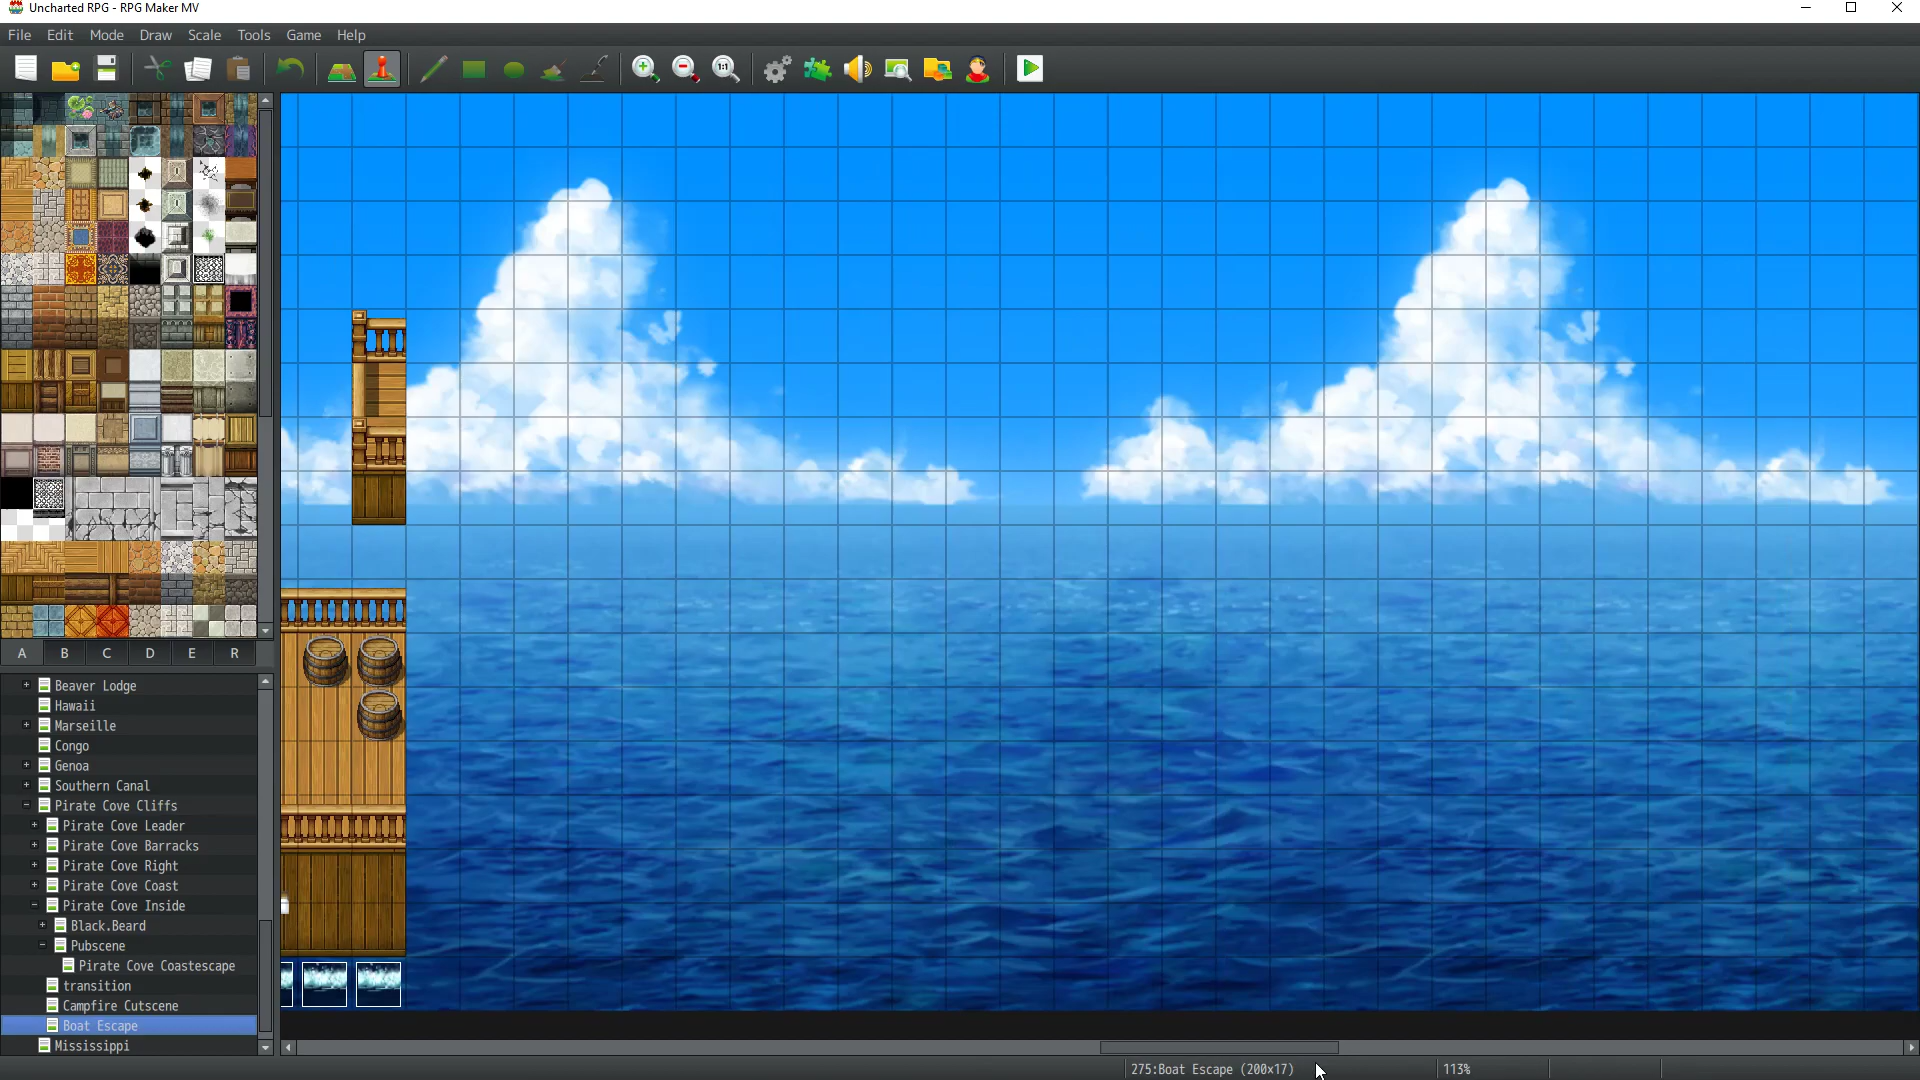 Uncharted RPG - RPG Maker MV
File Edit Mode Draw Scale Tools Game Help
1:1
A B C D E R
Beaver Lodge
Hawaii
Marseille
Congo
Genoa
Southern Canal
Pirate Cove Cliffs
Pirate Cove Leader
Pirate Cove Barracks
Pirate Cove Right
Pirate Cove Coast
Pirate Cove Inside
Black.Beard
Pubscene
Pirate Cove Coastescape
transition
Campfire Cutscene
Boat Escape
Mississippi
275:Boat Escape (200x17) 113%